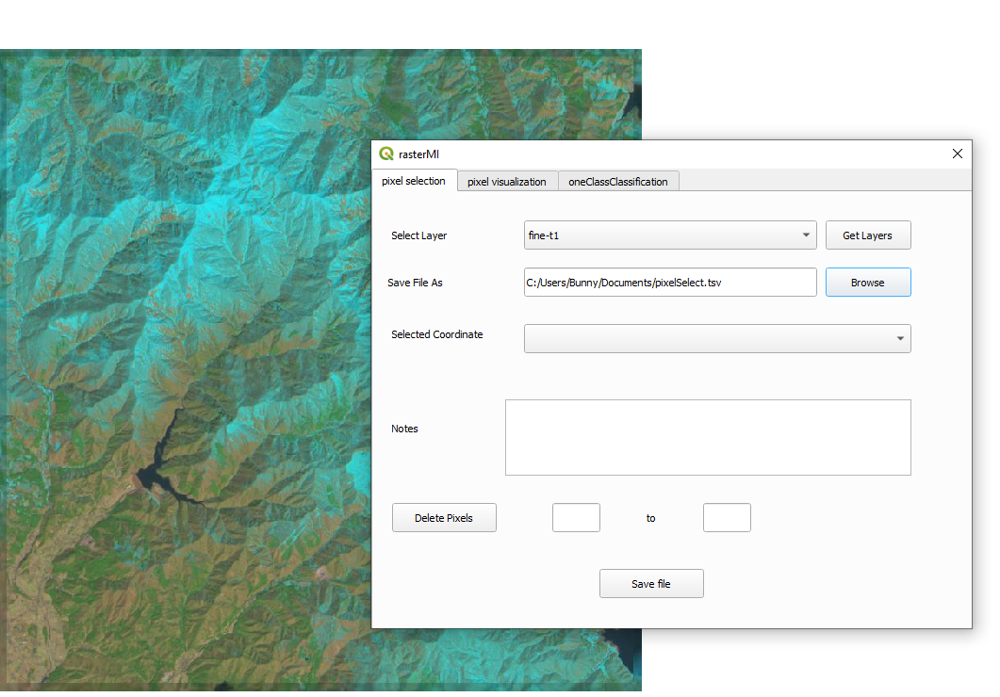 rasterMI
pixel selection pixel visualization oneClassClassification
Select Layer fine-t1 Get Layers
Save File As C:/Users/Bunny/Documents/pixelSelect.tsv Browse
Selected Coordinate
Notes
Delete Pixels to
Save file